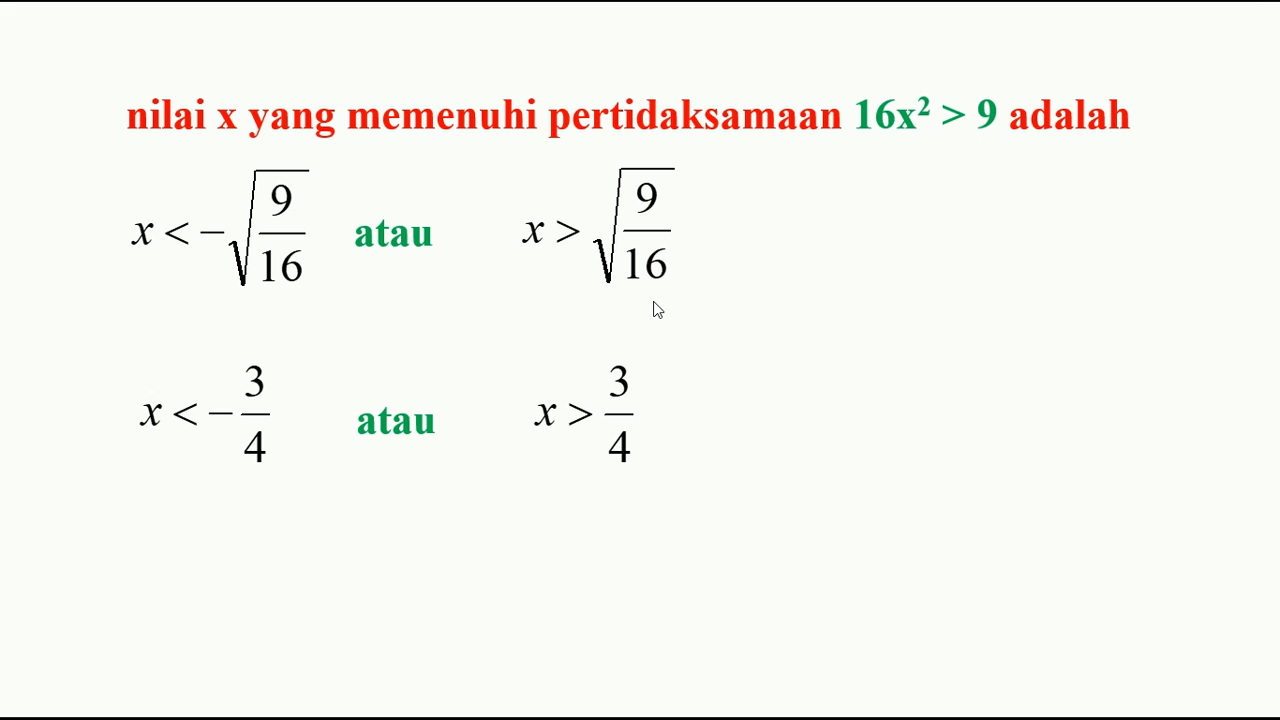 nilai x yang memenuhi pertidaksamaan 16x² > 9 adalah
x < −√(9/16) atau x > √(9/16)
x < −3/4 atau x > 3/4